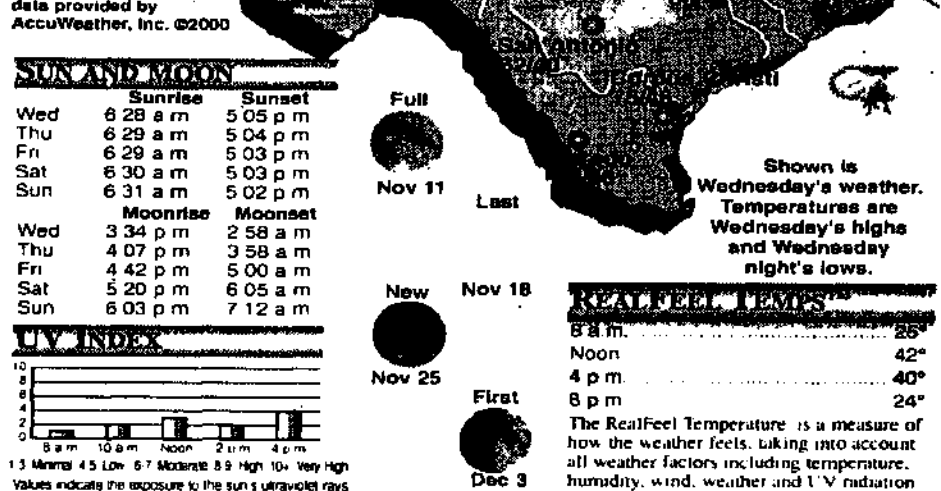 data provided by
AccuWeather, Inc. ©2000
SUN AND MOON
Sunrise Sunset
Wed 6 28 a m 5 05 p m
Thu 6 29 a m 5 04 p m
Fri 6 29 a m 5 03 p m
Sat 6 30 a m 5 03 p m
Sun 6 31 a m 5 02 p m
Moonrise Moonset
Wed 3 34 p m 2 58 a m
Thu 4 07 p m 3 58 a m
Fri 4 42 p m 5 00 a m
Sat 5 20 p m 6 05 a m
Sun 6 03 p m 7 12 a m
UV INDEX
10
8
6
4
2
0
8 a m 10 a m Noon 2 p m 4 p m
1 3 Minimal 4 5 Low 6-7 Moderate 8 9 High 10+ Very High
Values indicate the exposure to the sun s ultraviolet rays
Full
Nov 11
Last
Nov 18
New
Nov 25
First
Dec 3
San Antonio
Shown is
Wednesday's weather.
Temperatures are
Wednesday's highs
and Wednesday
night's lows.
REALFEEL TEMPS
8 a.m. 26°
Noon 42°
4 p m. 40°
8 p m 24°
The RealFeel Temperature is a measure of
how the weather feels, taking into account
all weather factors including temperature,
humidity, wind, weather and UV radiation